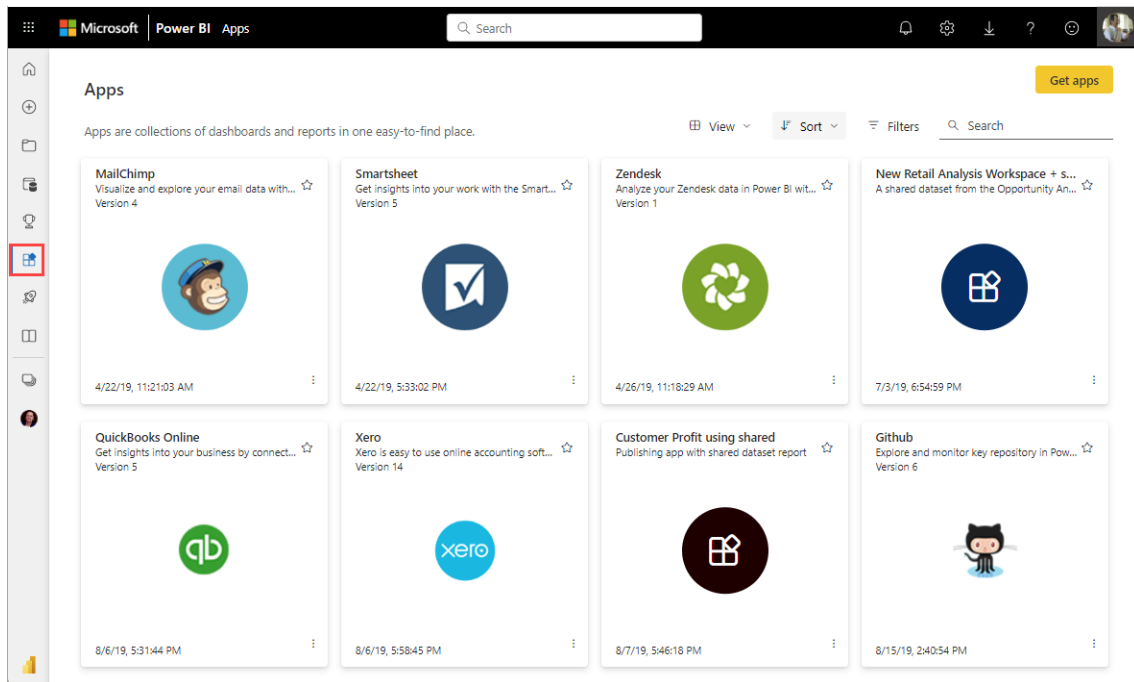 Microsoft Power BI Apps
Search
?
Get apps
Apps
Apps are collections of dashboards and reports in one easy-to-find place.
View
Sort
Filters
Search
MailChimp
Visualize and explore your email data with...
Version 4
4/22/19, 11:21:03 AM
Smartsheet
Get insights into your work with the Smart...
Version 5
4/22/19, 5:33:02 PM
Zendesk
Analyze your Zendesk data in Power BI wit...
Version 1
4/26/19, 11:18:29 AM
New Retail Analysis Workspace + s...
A shared dataset from the Opportunity An...
7/3/19, 6:54:59 PM
QuickBooks Online
Get insights into your business by connect...
Version 5
qb
8/6/19, 5:31:44 PM
Xero
Xero is easy to use online accounting soft...
Version 14
xero
8/6/19, 5:58:45 PM
Customer Profit using shared
Publishing app with shared dataset report
8/7/19, 5:46:18 PM
Github
Explore and monitor key repository in Pow...
Version 6
8/15/19, 2:40:54 PM